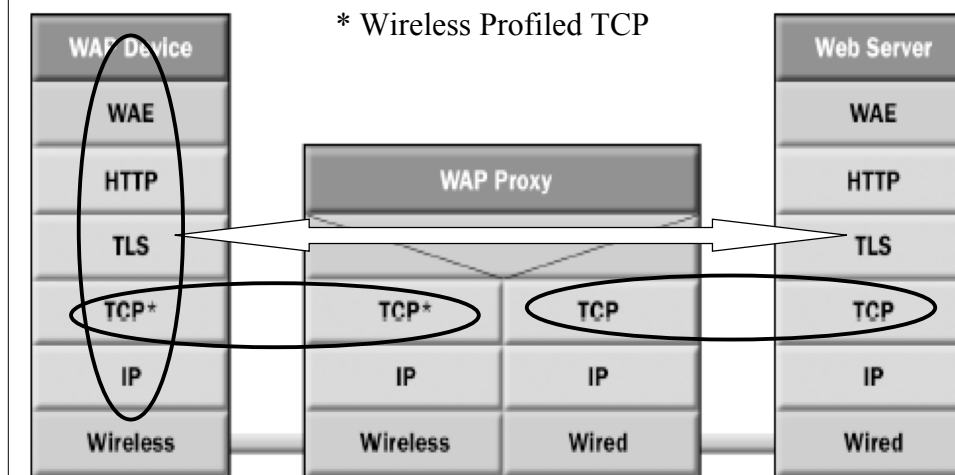 * Wireless Profiled TCP
WAP Device
WAE
HTTP
TLS
TCP*
IP
Wireless
WAP Proxy
TCP*
TCP
IP
IP
Wireless
Wired
Web Server
WAE
HTTP
TLS
TCP
IP
Wired